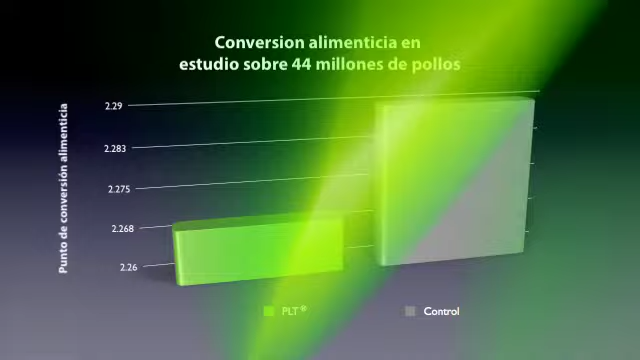 Conversion alimenticia en
estudio sobre 44 millones de pollos
Punto de conversión alimenticia
2.29
2.283
2.275
2.268
2.26
PLT®
Control